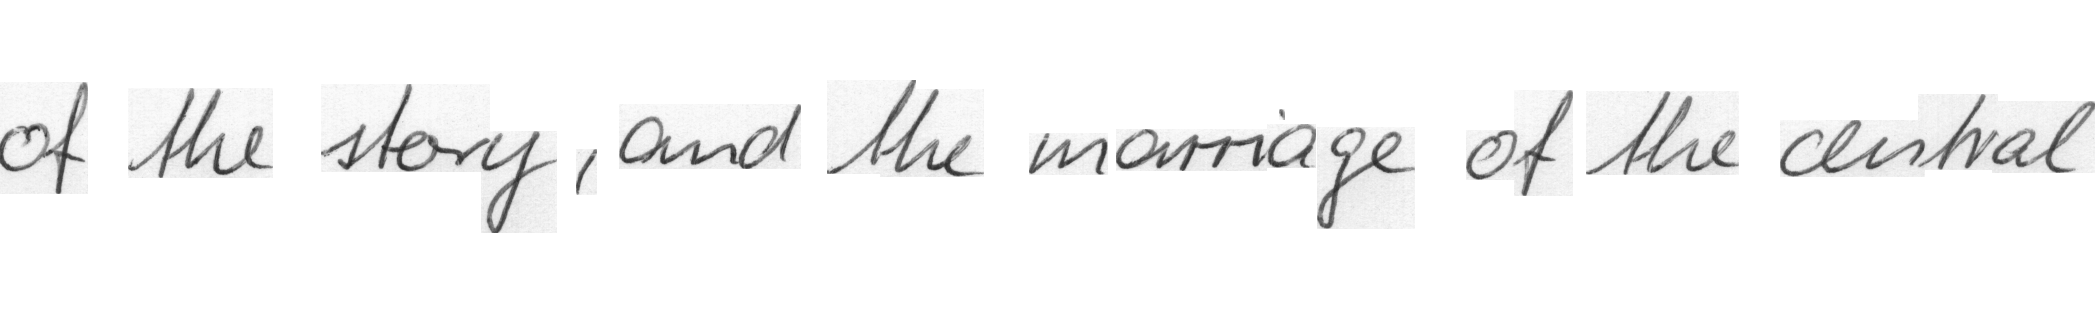 of the story, and the marriage of the central